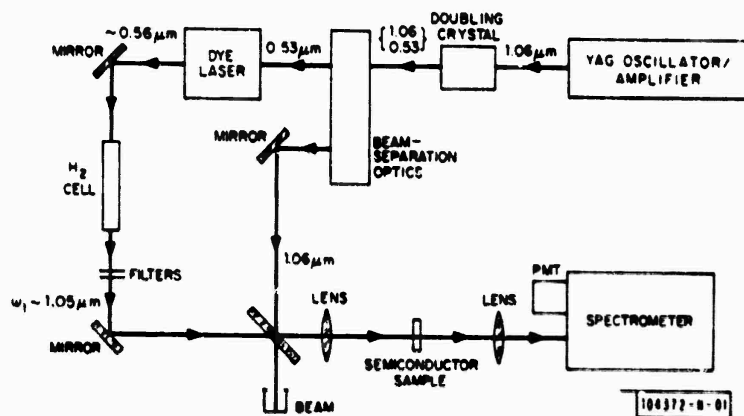 ~0.56μm
MIRROR
DYE
LASER
0.53μm
{1.06
0.53}
DOUBLING
CRYSTAL
1.06μm
YAG OSCILLATOR/
AMPLIFIER
MIRROR
BEAM-
SEPARATION
OPTICS
H2
CELL
FILTERS
1.06μm
ω1 ~ 1.05μm
MIRROR
LENS
SEMICONDUCTOR
SAMPLE
LENS
PMT
SPECTROMETER
BEAM
104372-N-01